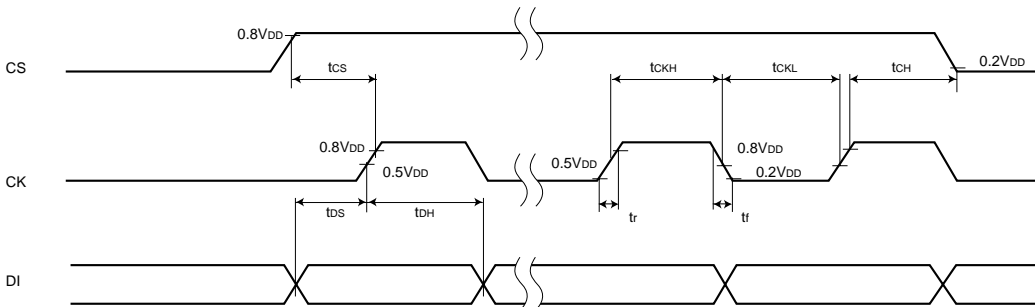 0.8VDD
CS
tCS
tCKH
tCKL
tCH
0.2VDD
0.8VDD
0.5VDD
0.8VDD
CK
0.5VDD
0.2VDD
tDS
tDH
tr
tf
DI